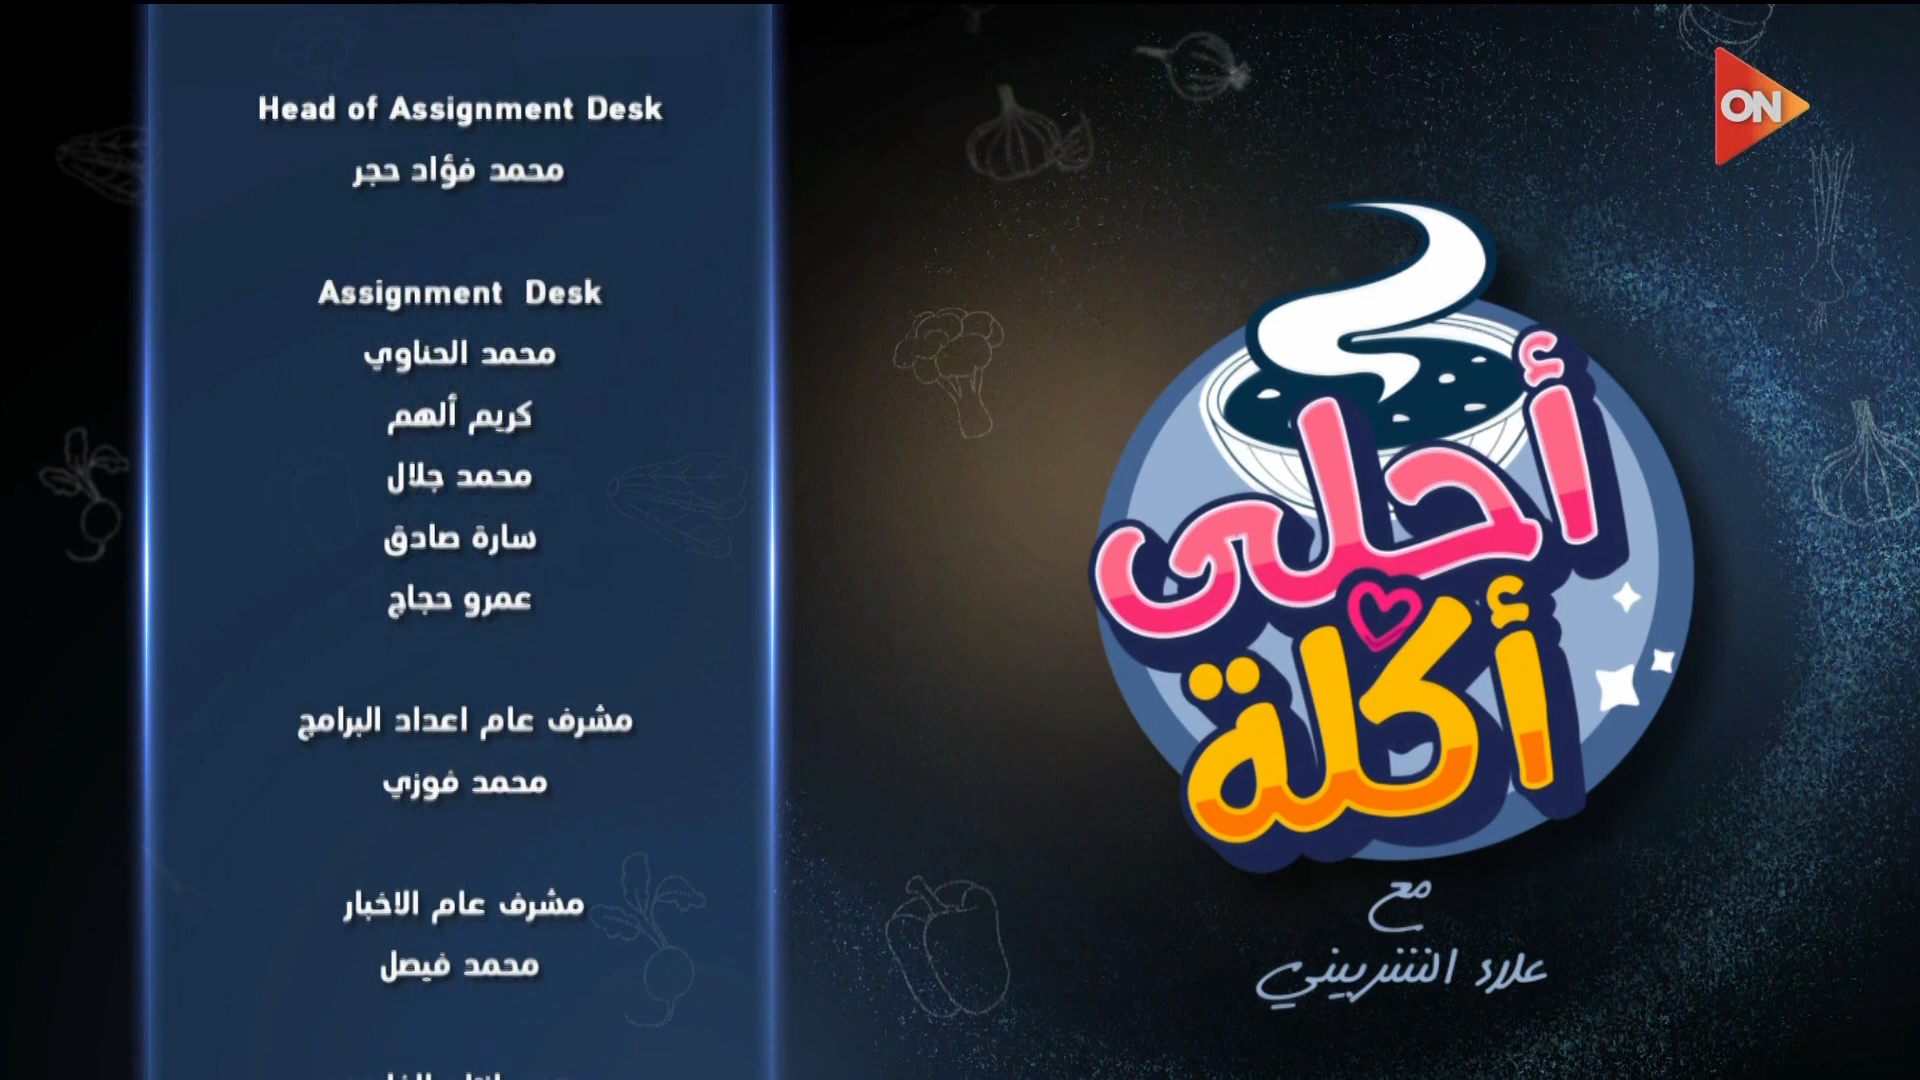 Head of Assignment Desk
محمد فؤاد حجر
Assignment Desk
محمد الحناوي
كريم ألهم
محمد جلال
سارة صادق
عمرو حجاج
مشرف عام اعداد البرامج
محمد فوزي
مشرف عام الاخبار
محمد فيصل
ON
أحلى
أكلة
مع
علاء الشربيني